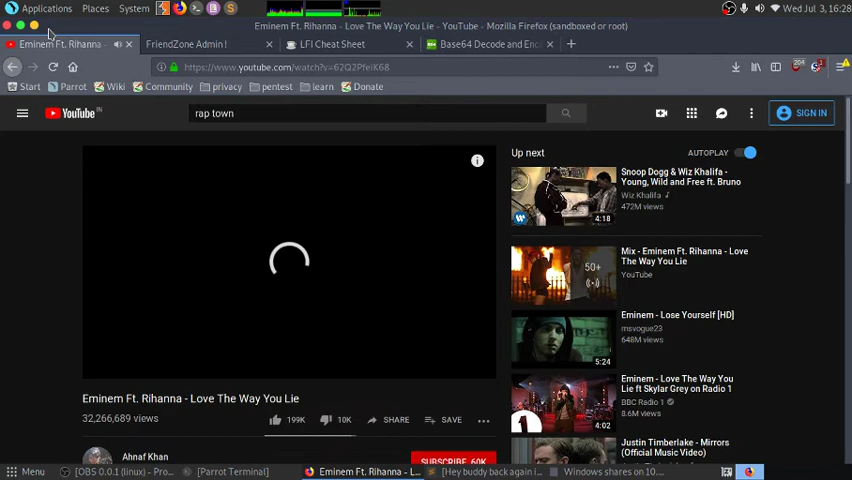 Applications Places System S Wed Jul 3, 16:28
Eminem Ft. Rihanna - Love The Way You Lie - YouTube - Mozilla Firefox (sandboxed or root)
Eminem Ft. Rihanna - FriendZone Admin ! LFI Cheat Sheet Base64 Decode and Enc
https://www.youtube.com/watch?v=62Q2PfeiK68 204
Start Parrot Wiki Community privacy pentest learn Donate
YouTube IN rap town SIGN IN
Up next AUTOPLAY
Snoop Dogg & Wiz Khalifa -
Young, Wild and Free ft. Bruno
Wiz Khalifa
472M views
4:18
Mix - Eminem Ft. Rihanna - Love
The Way You Lie
YouTube
50+
Eminem - Lose Yourself [HD]
msvogue23
648M views
5:24
Eminem - Love The Way You
Lie ft Skylar Grey on Radio 1
BBC Radio 1
8.6M views
4:02
Justin Timberlake - Mirrors
(Official Music Video)
Eminem Ft. Rihanna - Love The Way You Lie
32,266,689 views 199K 10K SHARE SAVE
Ahnaf Khan SUBSCRIBE 60K
Menu [OBS 0.0.1 (linux) - Pro... [Parrot Terminal] Eminem Ft. Rihanna - L... [Hey buddy back again i... Windows shares on 10....